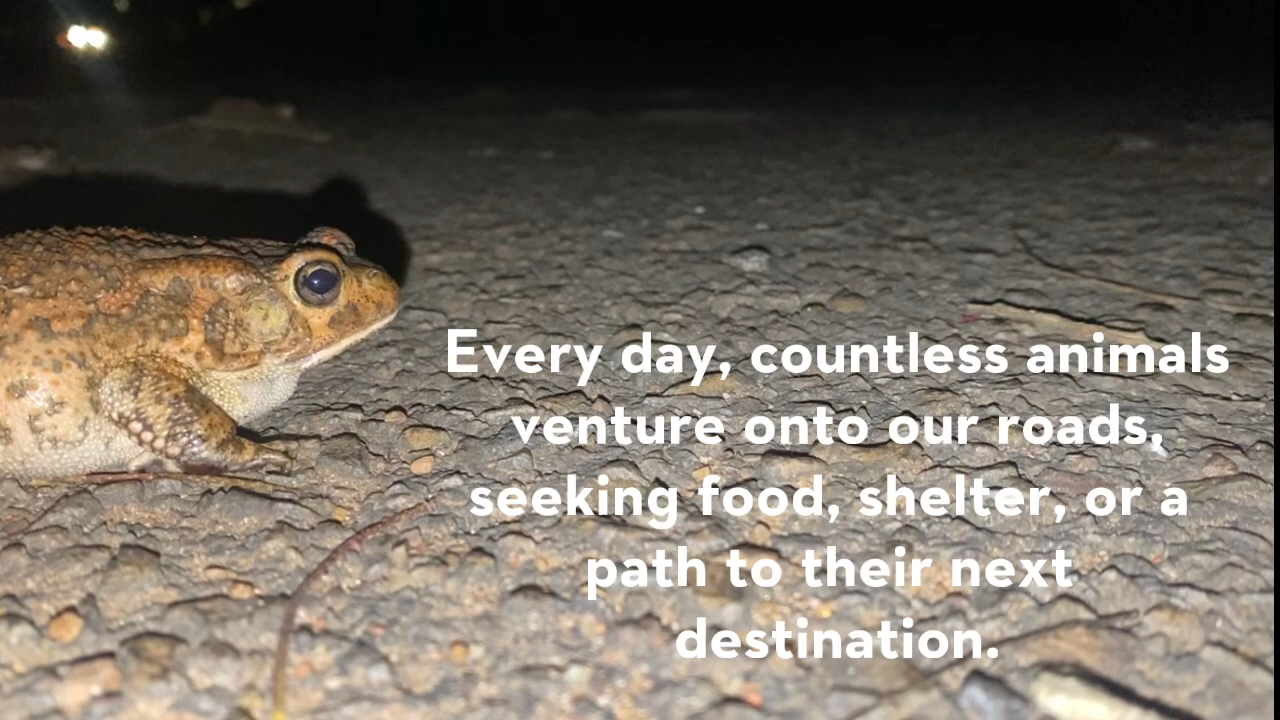 Every day, countless animals
venture onto our roads,
seeking food, shelter, or a
path to their next
destination.